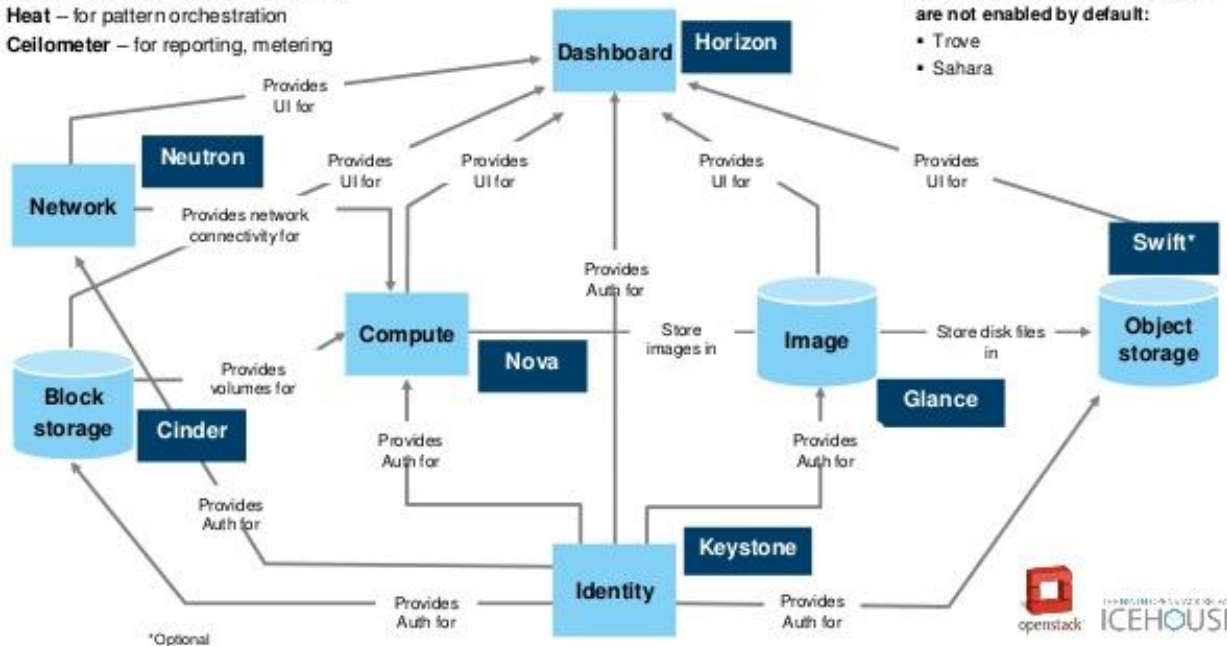 Heat – for pattern orchestration
Ceilometer – for reporting, metering
are not enabled by default:
▪ Trove
▪ Sahara
Dashboard
Horizon
Provides
UI for
Neutron
Network
Provides
UI for
Provides
UI for
Provides
UI for
Provides
UI for
Provides network
connectivity for
Swift*
Provides
Auth for
Compute
Nova
Store
images in
Image
Glance
Store disk files
in
Object
storage
Provides
volumes for
Block
storage
Cinder
Provides
Auth for
Provides
Auth for
Provides
Auth for
Keystone
Identity
Provides
Auth for
Provides
Auth for
*Optional
openstack
ICEHOUSE